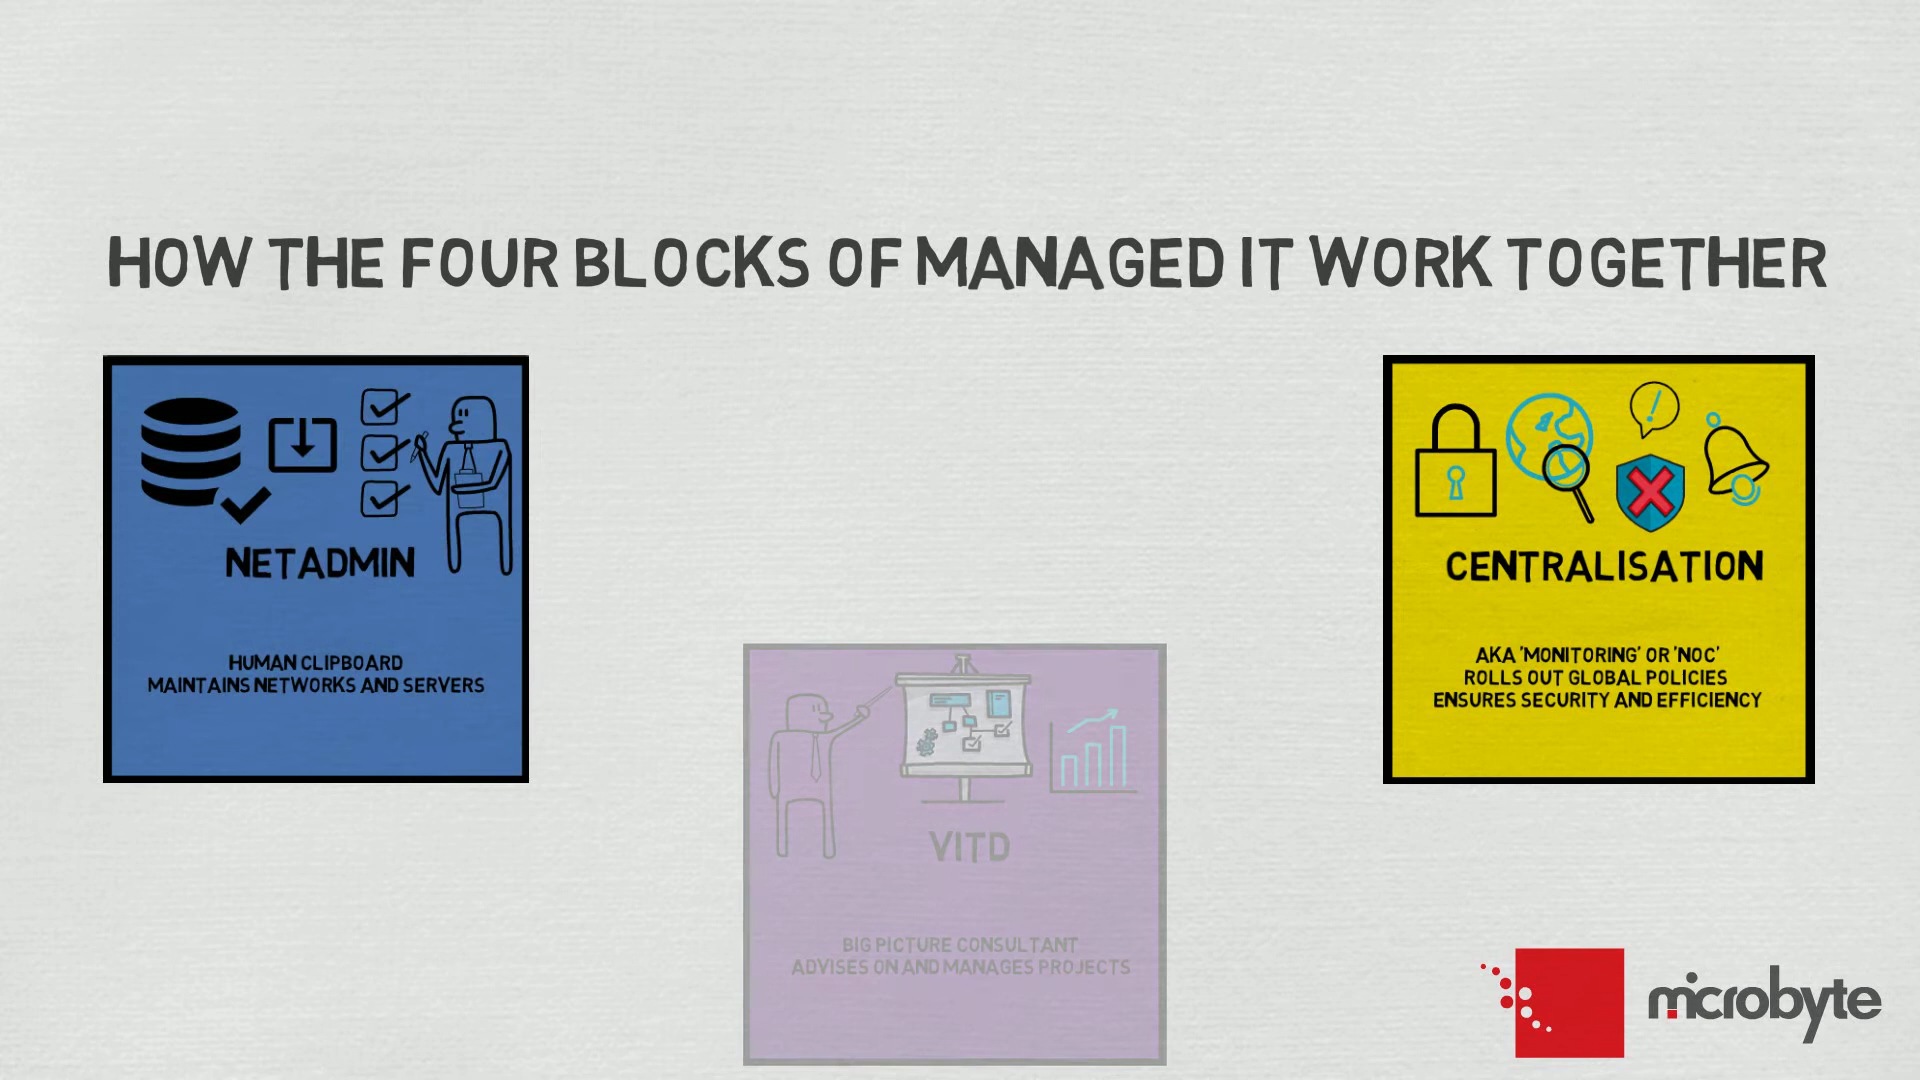 HOW THE FOUR BLOCKS OF MANAGED IT WORK TOGETHER
NETADMIN
HUMAN CLIPBOARD
MAINTAINS NETWORKS AND SERVERS
CENTRALISATION
AKA 'MONITORING' OR 'NOC'
ROLLS OUT GLOBAL POLICIES
ENSURES SECURITY AND EFFICIENCY
VITD
BIG PICTURE CONSULTANT
ADVISES ON AND MANAGES PROJECTS
microbyte